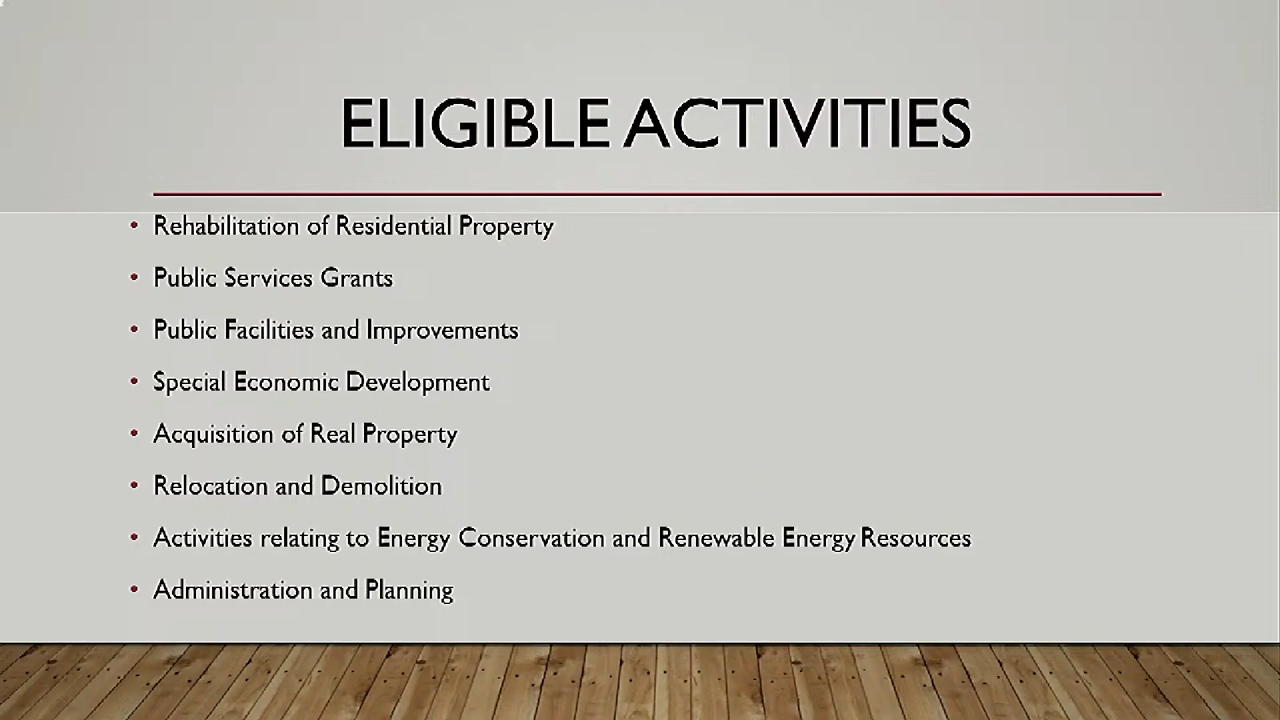 ELIGIBLE ACTIVITIES
• Rehabilitation of Residential Property
• Public Services Grants
• Public Facilities and Improvements
• Special Economic Development
• Acquisition of Real Property
• Relocation and Demolition
• Activities relating to Energy Conservation and Renewable Energy Resources
• Administration and Planning